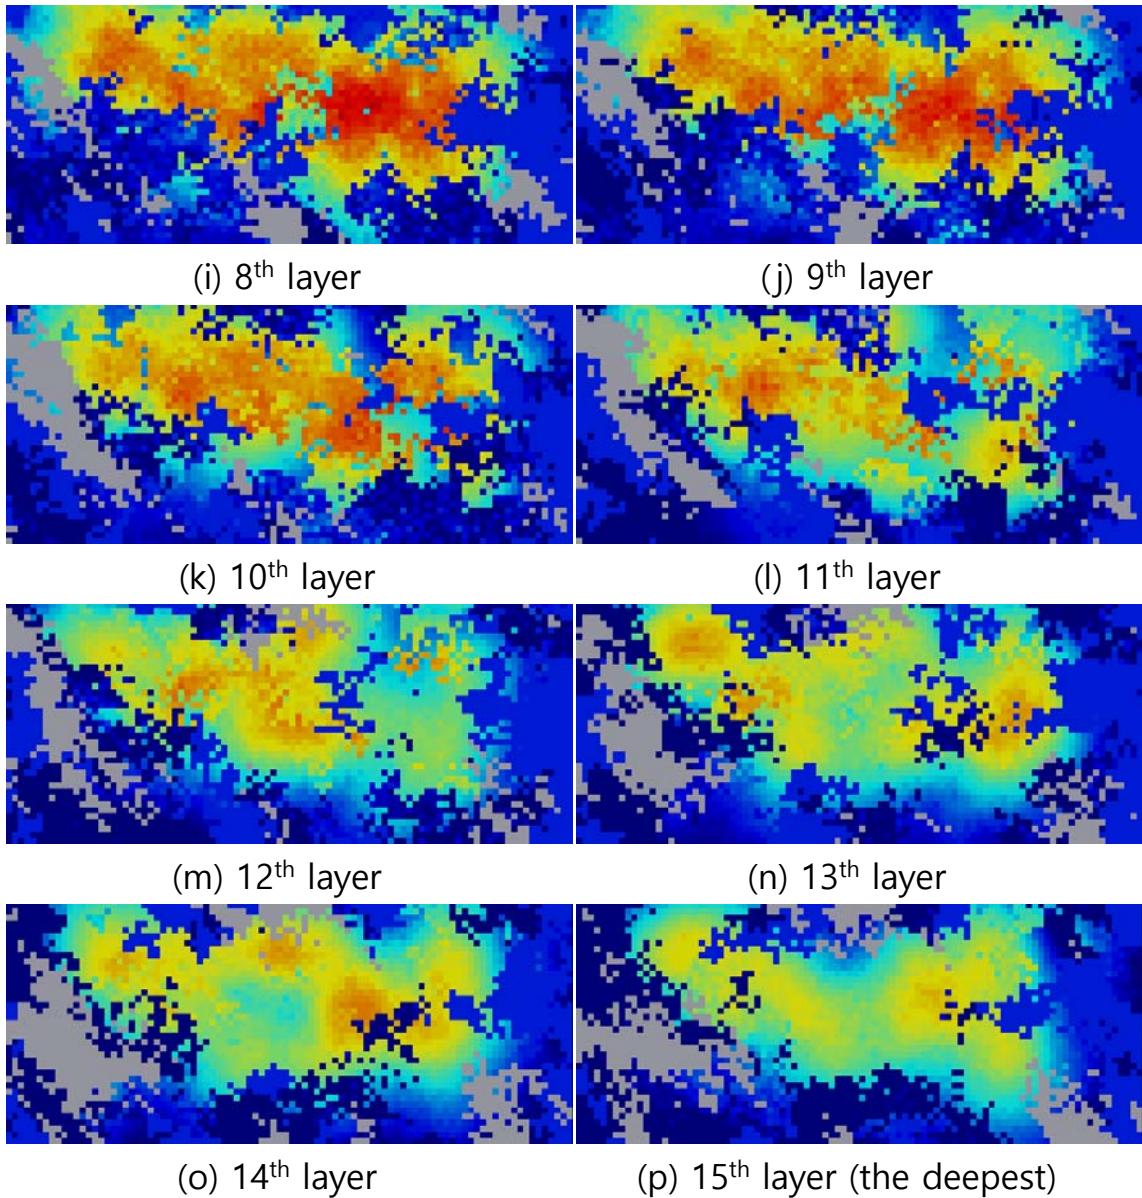 (i) 8th layer
(j) 9th layer
(k) 10th layer
(l) 11th layer
(m) 12th layer
(n) 13th layer
(o) 14th layer
(p) 15th layer (the deepest)